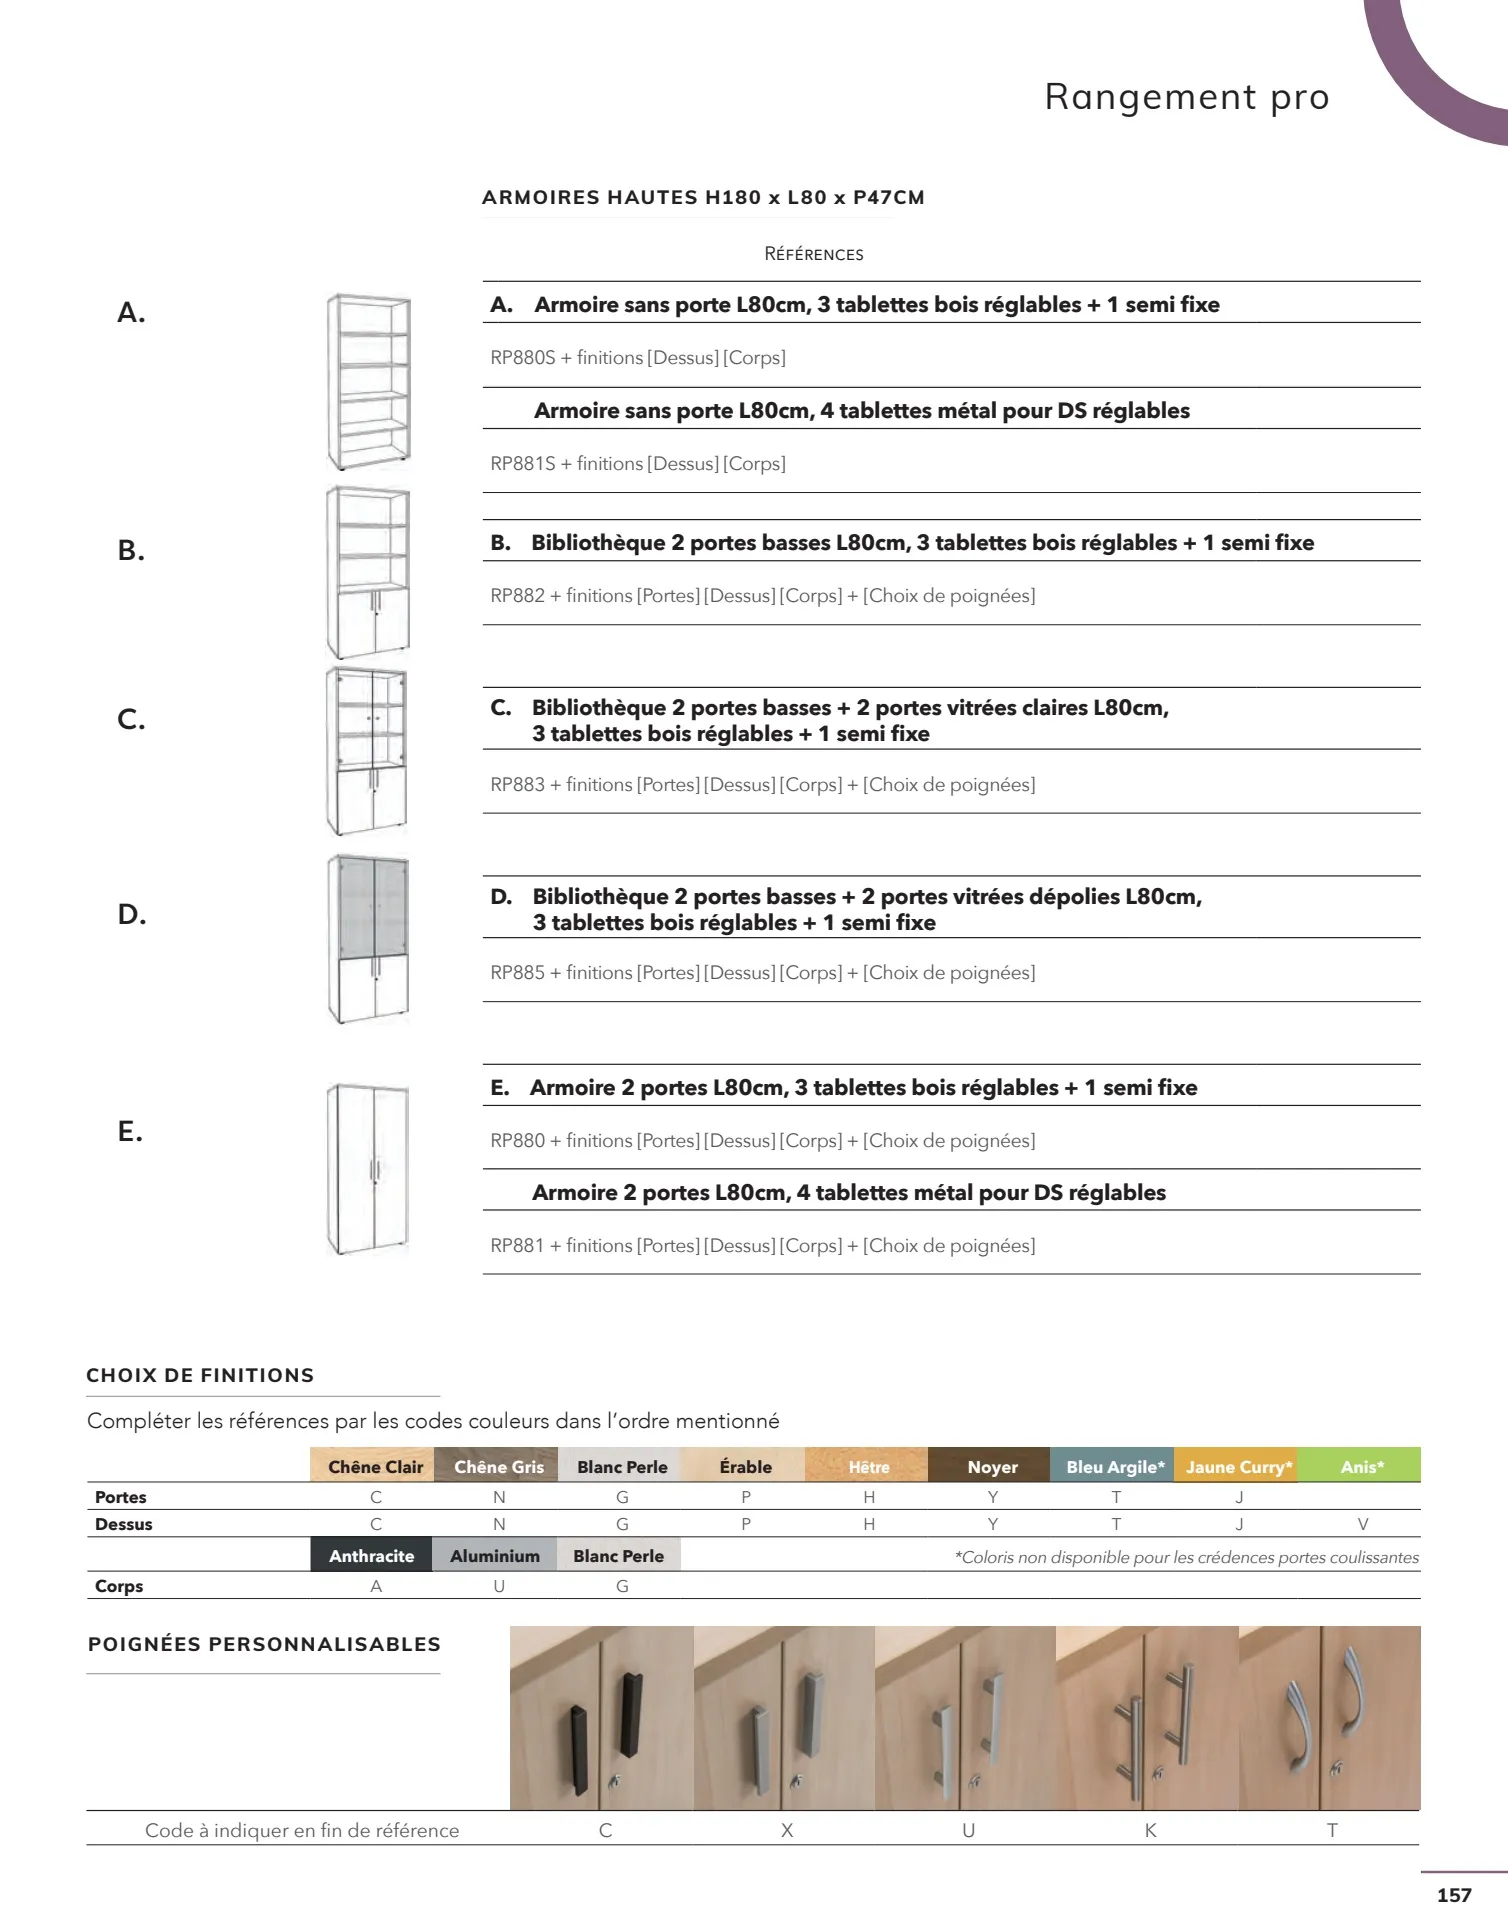 Rangement pro
ARMOIRES HAUTES H180 x L80 x P47CM
RÉFÉRENCES
A.
A. Armoire sans porte L80cm, 3 tablettes bois réglables + 1 semi fixe
RP880S + finitions [Dessus] [Corps]
Armoire sans porte L80cm, 4 tablettes métal pour DS réglables
RP881S + finitions [Dessus] [Corps]
B.
B. Bibliothèque 2 portes basses L80cm, 3 tablettes bois réglables + 1 semi fixe
RP882 + finitions [Portes] [Dessus] [Corps] + [Choix de poignées]
C.
C. Bibliothèque 2 portes basses + 2 portes vitrées claires L80cm,
3 tablettes bois réglables + 1 semi fixe
RP883 + finitions [Portes] [Dessus] [Corps] + [Choix de poignées]
D.
D. Bibliothèque 2 portes basses + 2 portes vitrées dépolies L80cm,
3 tablettes bois réglables + 1 semi fixe
RP885 + finitions [Portes] [Dessus] [Corps] + [Choix de poignées]
E.
E. Armoire 2 portes L80cm, 3 tablettes bois réglables + 1 semi fixe
RP880 + finitions [Portes] [Dessus] [Corps] + [Choix de poignées]
Armoire 2 portes L80cm, 4 tablettes métal pour DS réglables
RP881 + finitions [Portes] [Dessus] [Corps] + [Choix de poignées]
CHOIX DE FINITIONS
Compléter les références par les codes couleurs dans l’ordre mentionné
Chêne Clair Chêne Gris Blanc Perle Érable Hêtre Noyer Bleu Argile* Jaune Curry* Anis*
Portes C N G P H Y T J
Dessus C N G P H Y T J V
Anthracite Aluminium Blanc Perle *Coloris non disponible pour les crédences portes coulissantes
Corps A U G
POIGNÉES PERSONNALISABLES
Code à indiquer en fin de référence C X U K T
157